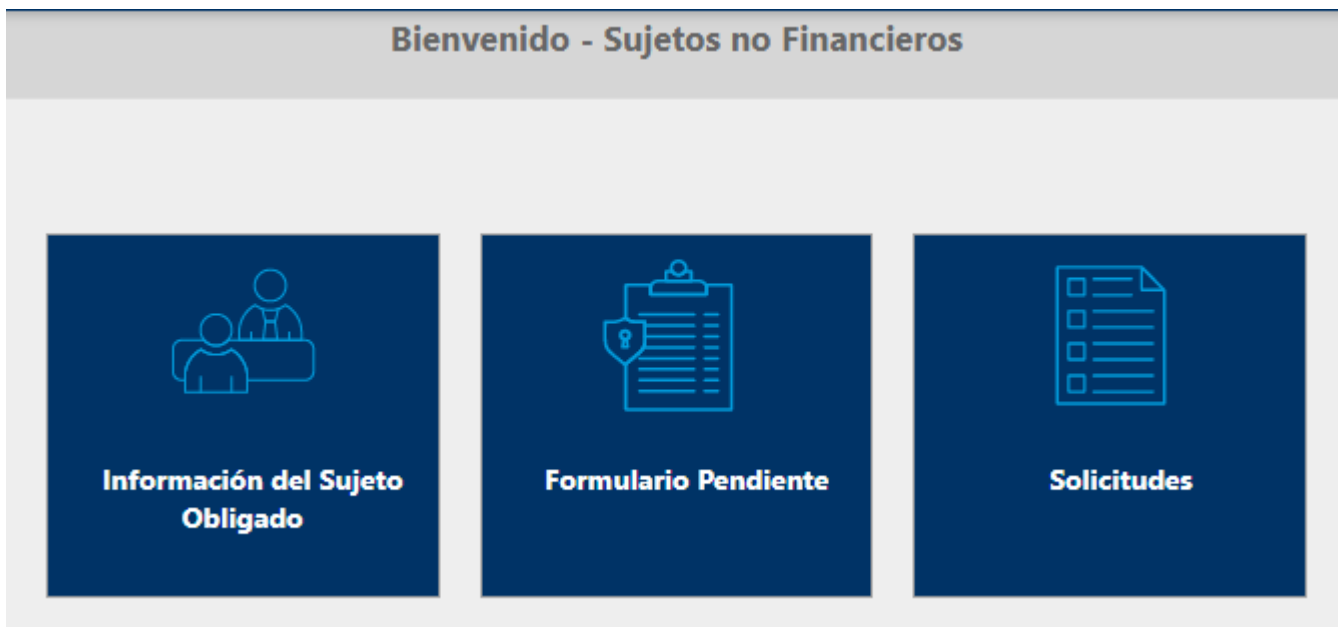 Bienvenido - Sujetos no Financieros
Información del Sujeto
Obligado
Formulario Pendiente
Solicitudes